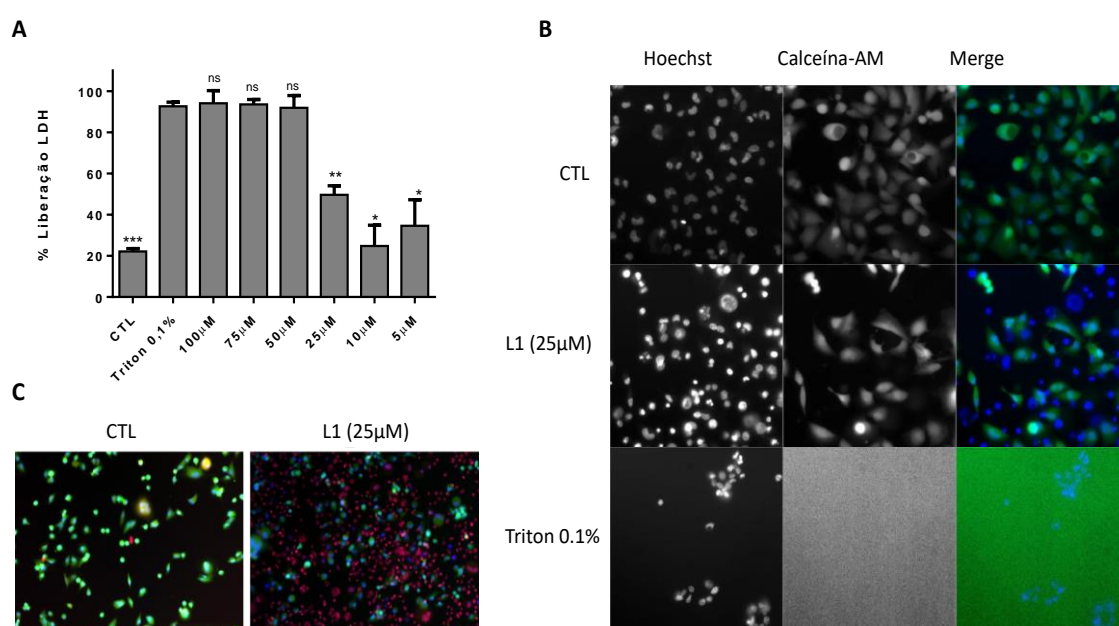 A
% Liberação LDH
100
80
60
40
20
0
***
ns
ns
ns
**
*
*
CTL
Triton 0,1%
100µM
75µM
50µM
25µM
10µM
5µM
B
Hoechst Calceína-AM Merge
CTL
L1 (25µM)
Triton 0.1%
C
CTL L1 (25µM)